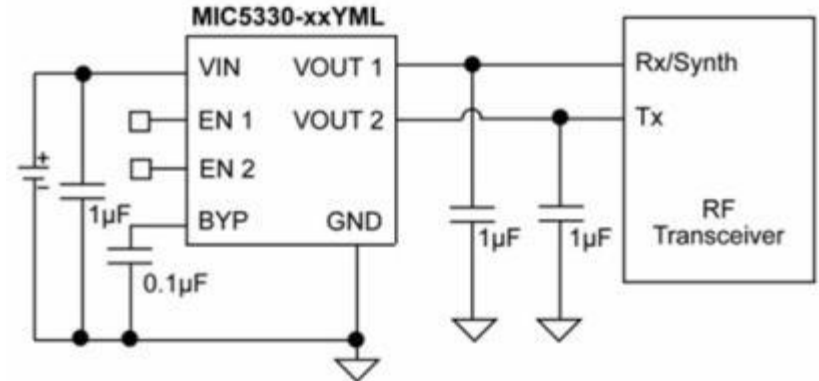 MIC5330-xxYML
VIN VOUT 1
EN 1 VOUT 2
EN 2
BYP GND
+
-
1µF
0.1µF
1µF 1µF
Rx/Synth
Tx
RF
Transceiver